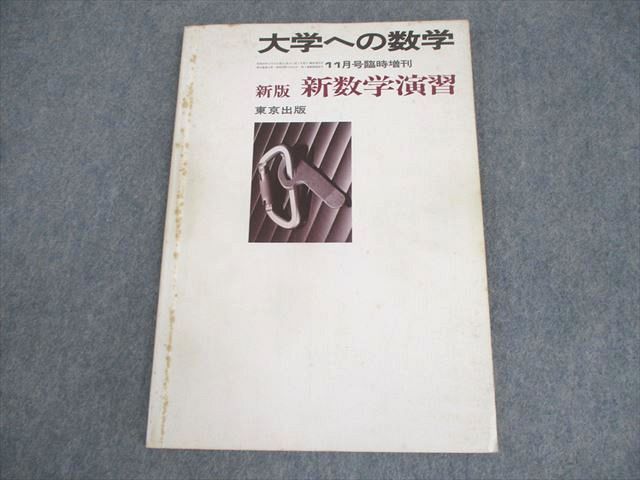 大学への数学
11月号臨時増刊
新版 新数学演習
東京出版